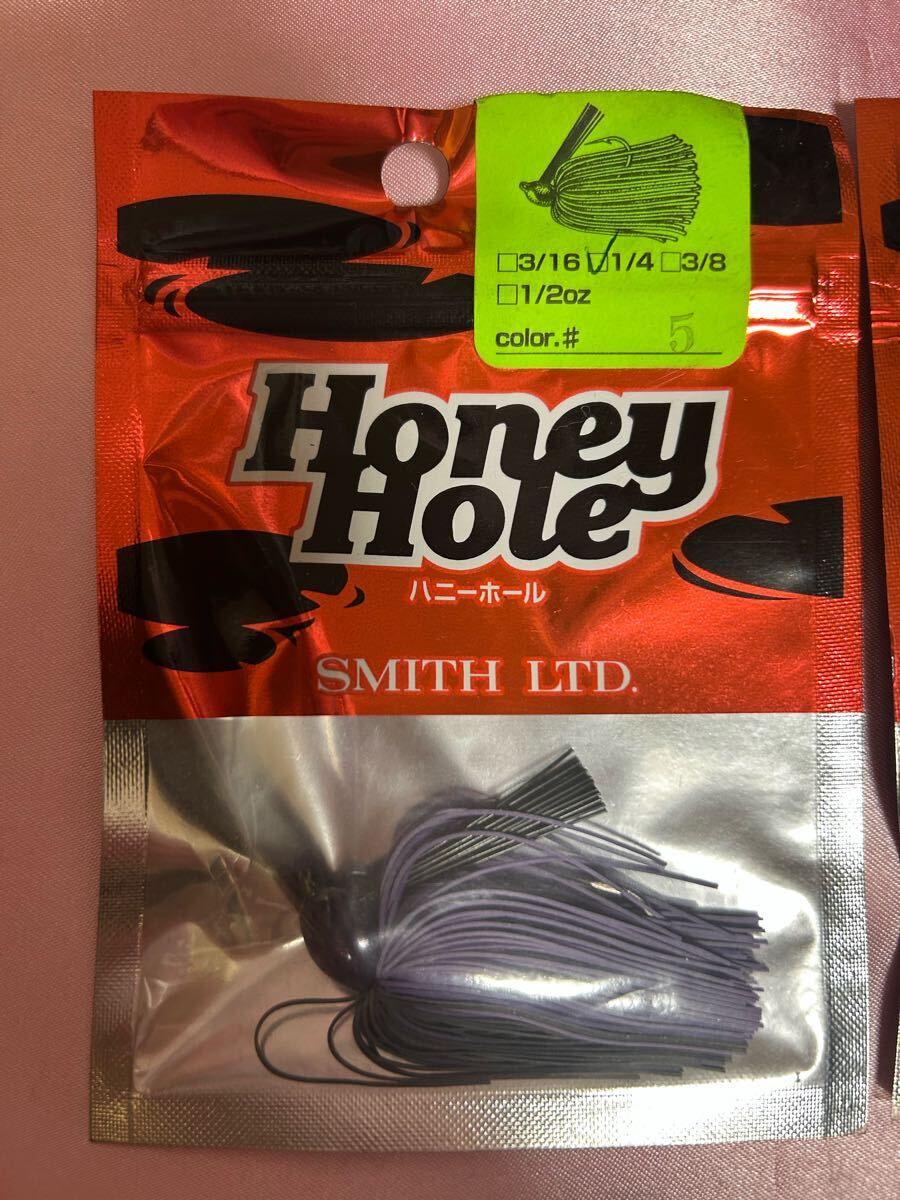 □3/16 □1/4 □3/8
□1/2oz
color.# 5
Honey
Hole
ハニーホール
SMITH LTD.